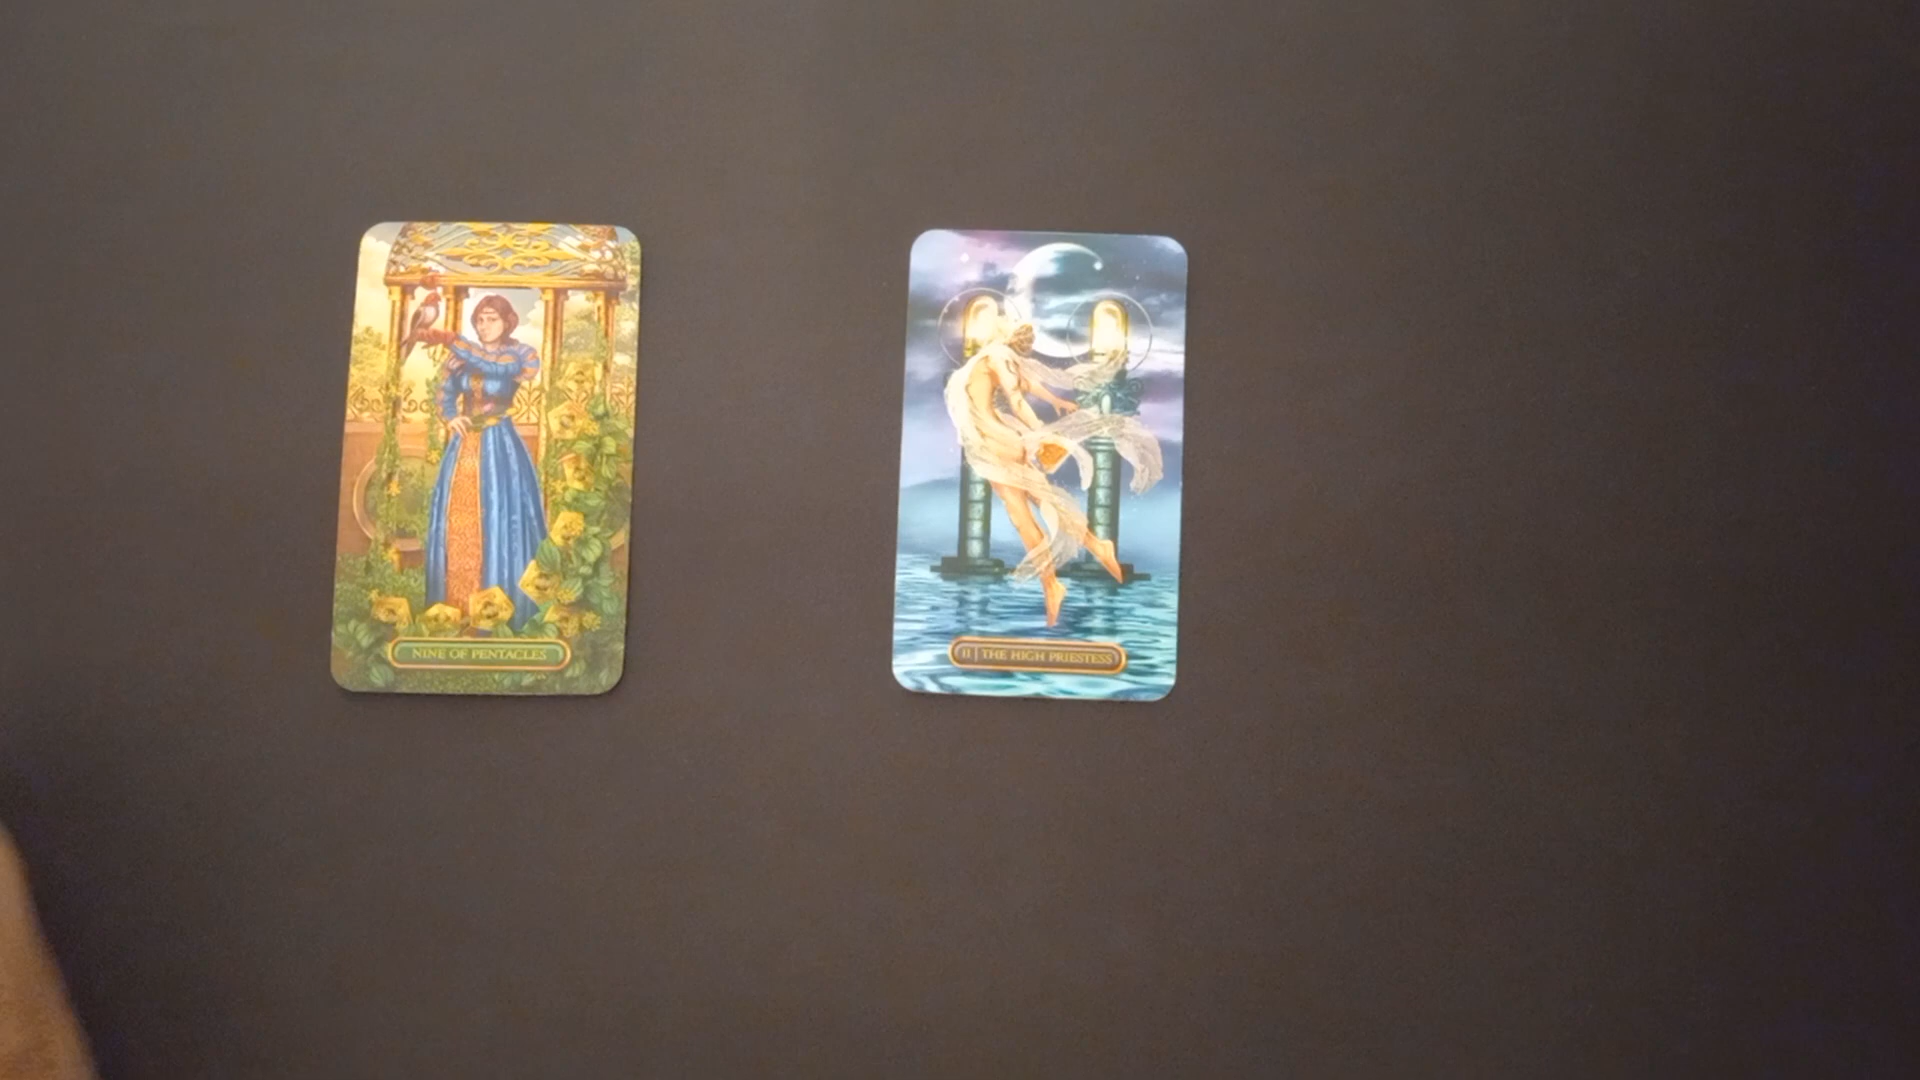 NINE OF PENTACLES
II | THE HIGH PRIESTESS